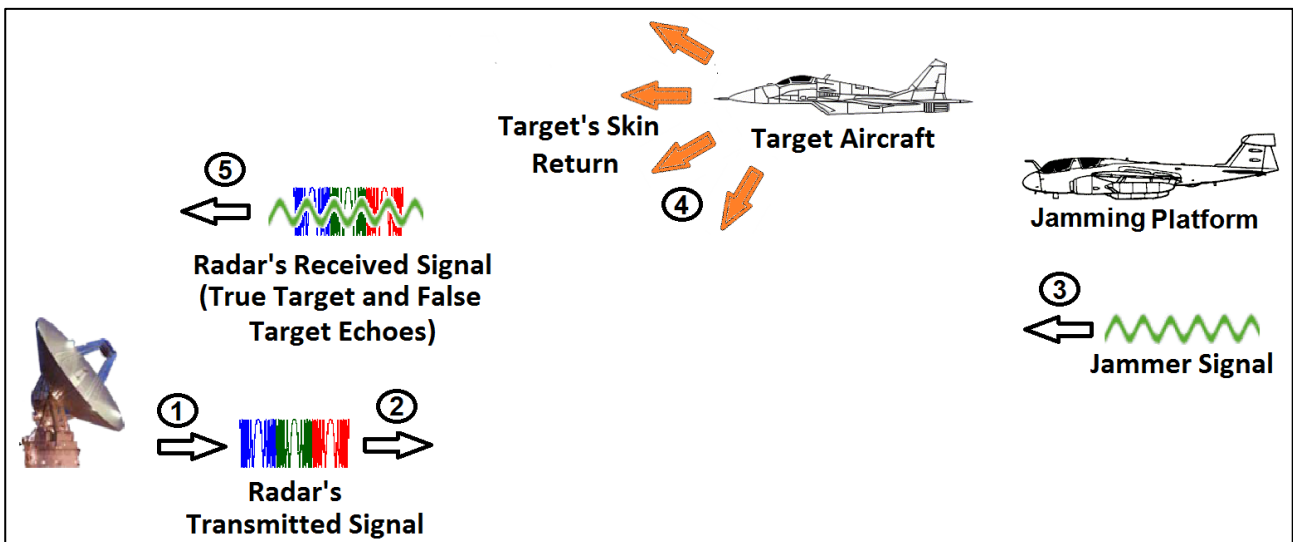 Target's Skin
Return
Target Aircraft
4
Jamming Platform
5
Radar's Received Signal
(True Target and False
Target Echoes)
3
Jammer Signal
1
2
Radar's
Transmitted Signal